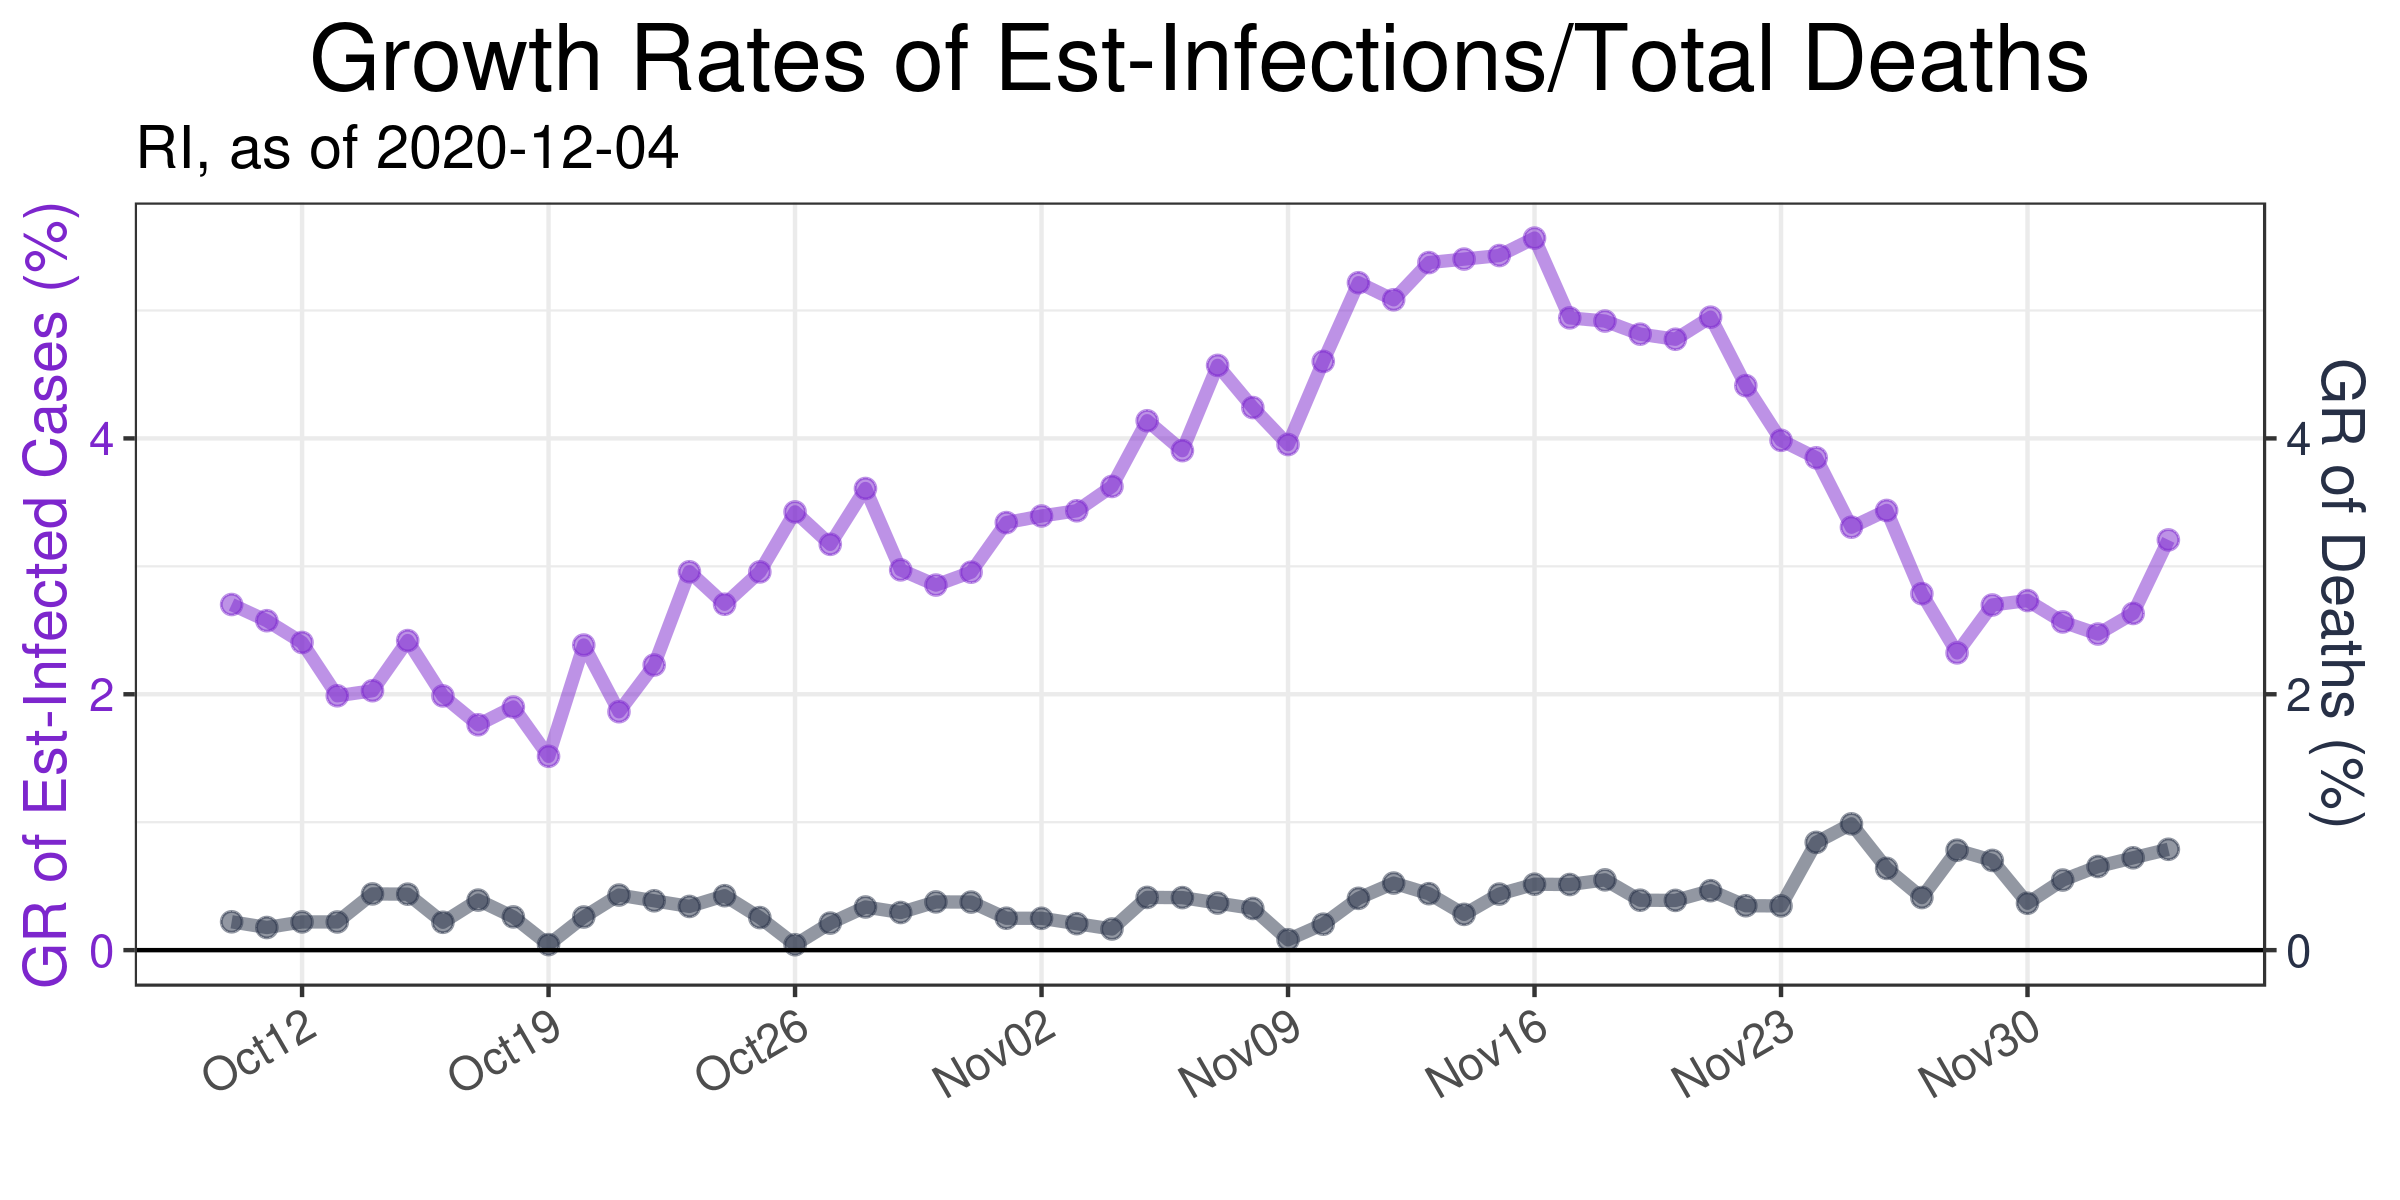 Growth Rates of Est-Infections/Total Deaths
RI, as of 2020-12-04
GR of Est-Infected Cases (%)
4
2
0
GR of Deaths (%)
4
2
0
Oct12
Oct19
Oct26
Nov02
Nov09
Nov16
Nov23
Nov30